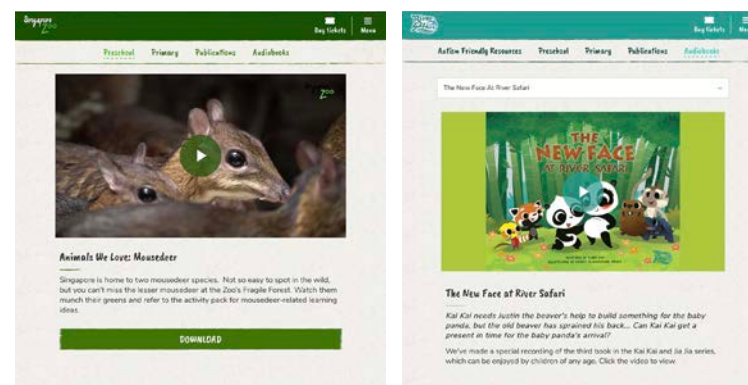 Singapore
Zoo
Buy tickets
Menu
Preschool Primary Publications Audiobooks
Zoo
Animals We Love: Mousedeer
Singapore is home to two mousedeer species. Not so easy to spot in the wild,
but you can't miss the lesser mousedeer at the Zoo's Fragile Forest. Watch them
munch their greens and refer to the activity pack for mousedeer-related learning
ideas.
DOWNLOAD
Buy tickets
Autism Friendly Resources Preschool Primary Publications Audiobooks
The New Face At River Safari
THE
NEW FACE
AT RIVER SAFARI
The New Face at River Safari
Kai Kai needs Justin the beaver's help to build something for the baby
panda, but the old beaver has sprained his back... Can Kai Kai get a
present in time for the baby panda's arrival?
We've made a special recording of the third book in the Kai Kai and Jia Jia series,
which can be enjoyed by children of any age. Click the video to view.